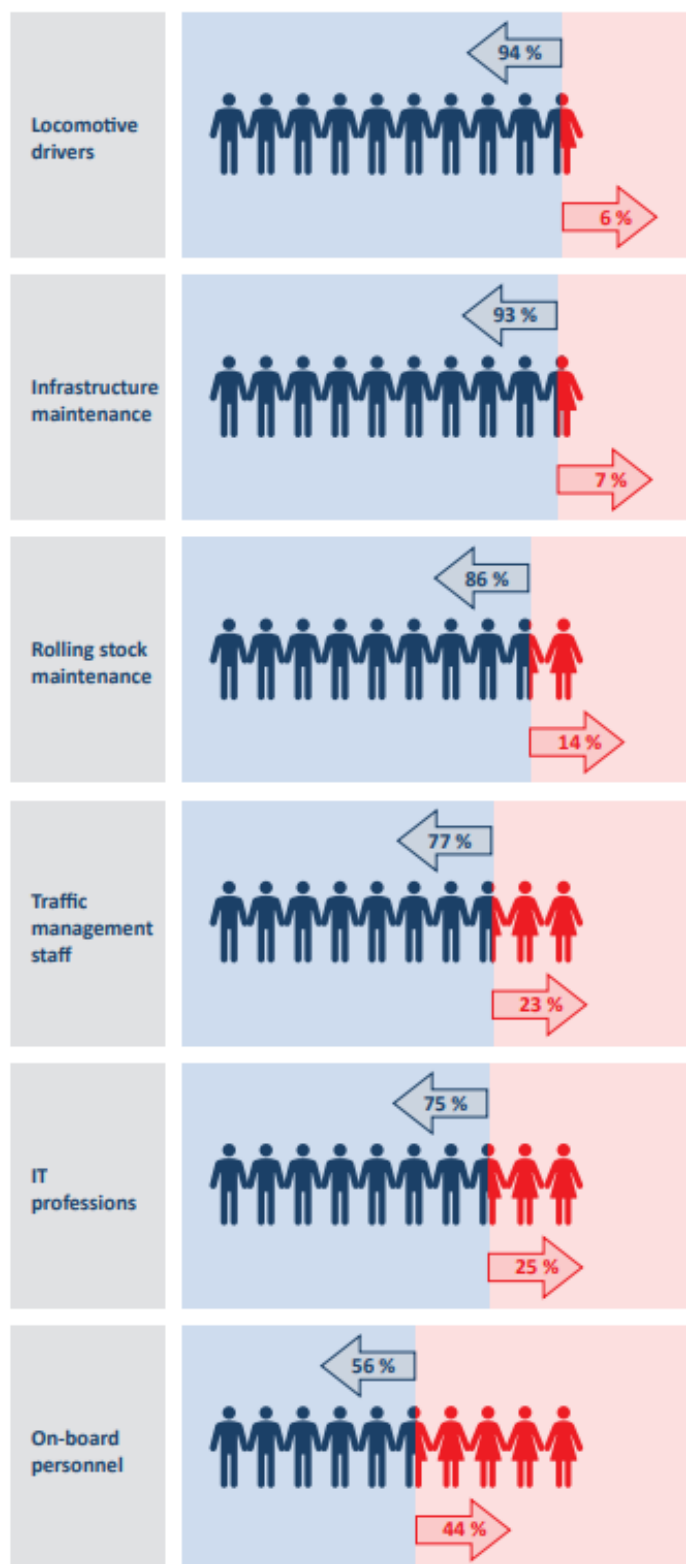 94 %
Locomotive
drivers
6 %
93 %
Infrastructure
maintenance
7 %
86 %
Rolling stock
maintenance
14 %
77 %
Traffic
management
staff
23 %
75 %
IT
professions
25 %
56 %
On-board
personnel
44 %